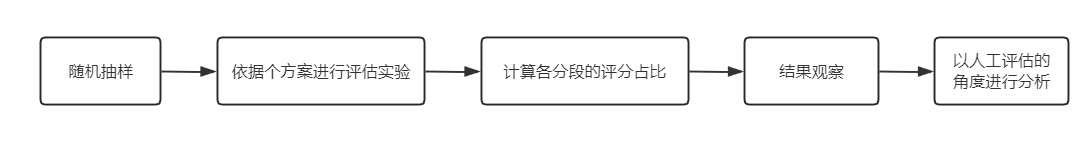 随机抽样
依据个方案进行评估实验
计算各分段的评分占比
结果观察
以人工评估的
角度进行分析